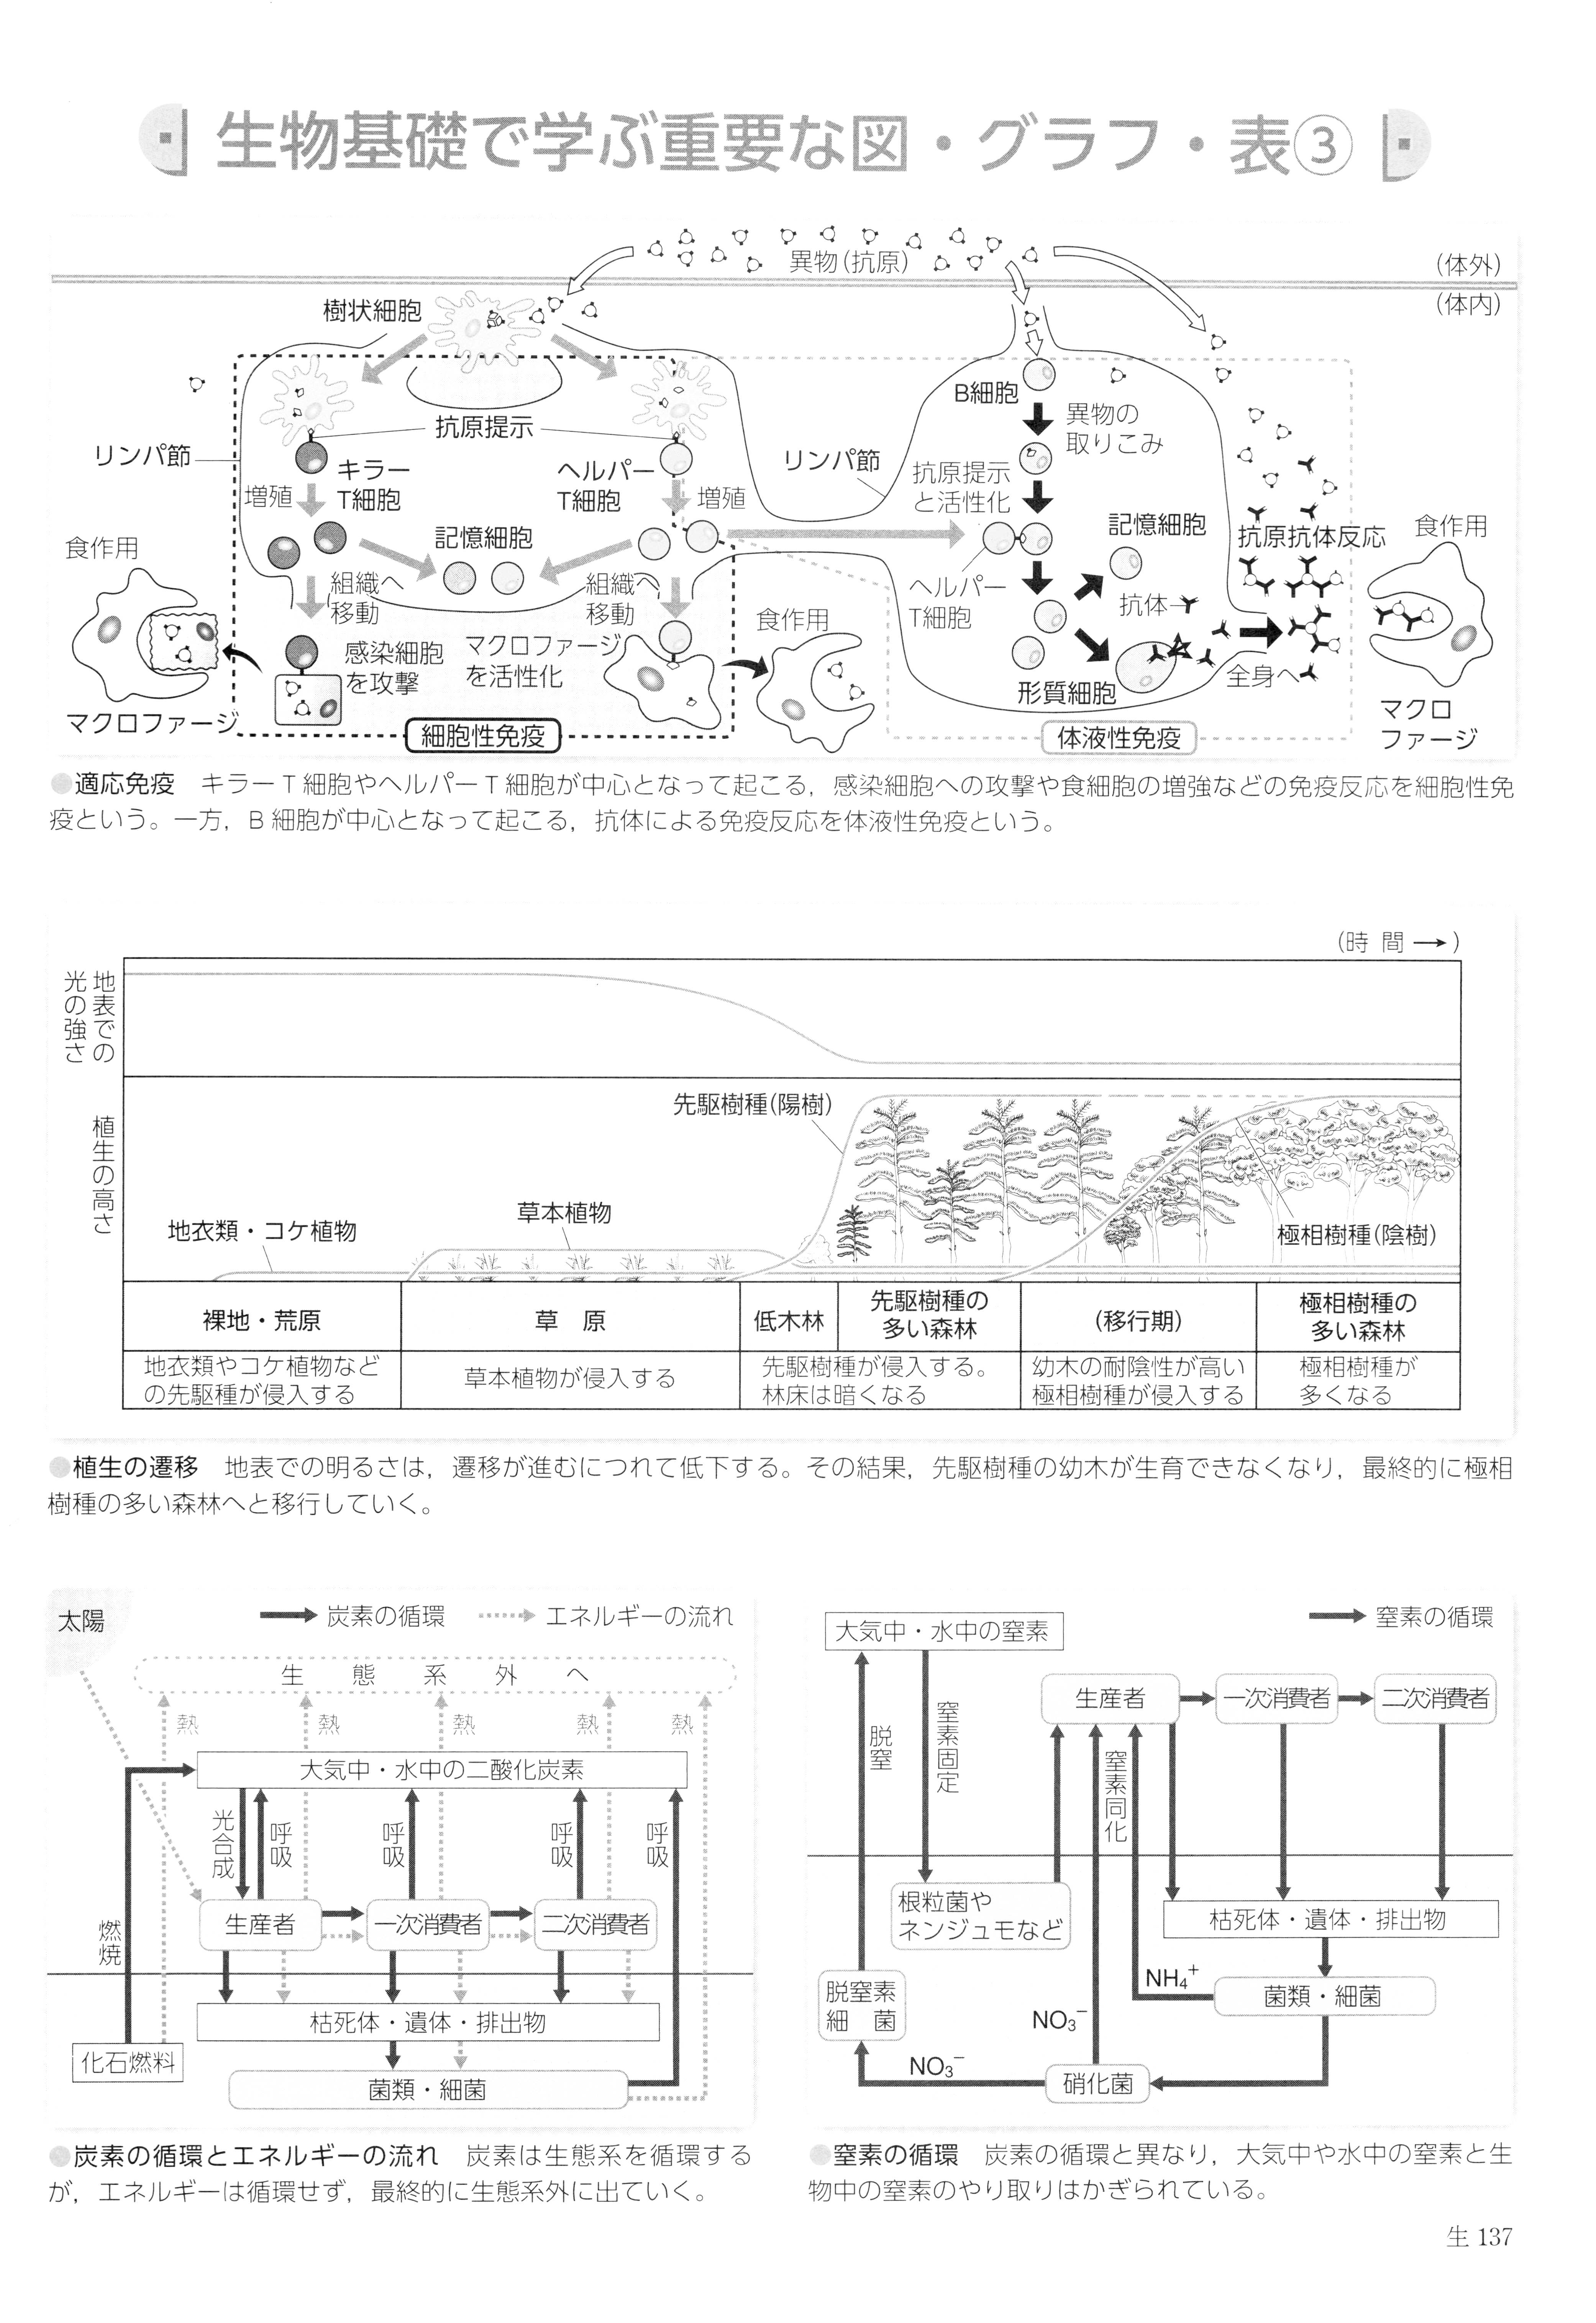 生物基礎で学ぶ重要な図・グラフ・表③
異物(抗原)
(体外)
(体内)
樹状細胞
リンパ節
抗原提示
キラー
T細胞
ヘルパー
T細胞
増殖
増殖
記憶細胞
組織へ
移動
組織へ
移動
食作用
マクロファージ
感染細胞
を攻撃
マクロファージ
を活性化
食作用
細胞性免疫
リンパ節
B細胞
異物の
取りこみ
抗原提示
と活性化
ヘルパー
T細胞
記憶細胞
抗体
形質細胞
全身へ
抗原抗体反応
食作用
マクロ
ファージ
体液性免疫
●適応免疫 キラーT細胞やヘルパーT細胞が中心となって起こる，感染細胞への攻撃や食細胞の増強などの免疫反応を細胞性免
疫という。一方，B細胞が中心となって起こる，抗体による免疫反応を体液性免疫という。
(時間→)
地表での
光の強さ
植生の高さ
先駆樹種(陽樹)
草本植物
地衣類・コケ植物
極相樹種(陰樹)
裸地・荒原
草原
低木林
先駆樹種の
多い森林
(移行期)
極相樹種の
多い森林
地衣類やコケ植物など
の先駆種が侵入する
草本植物が侵入する
先駆樹種が侵入する。
林床は暗くなる
幼木の耐陰性が高い
極相樹種が侵入する
極相樹種が
多くなる
●植生の遷移 地表での明るさは，遷移が進むにつれて低下する。その結果，先駆樹種の幼木が生育できなくなり，最終的に極相
樹種の多い森林へと移行していく。
太陽
炭素の循環
エネルギーの流れ
生態系外へ
熱
熱
熱
熱
熱
大気中・水中の二酸化炭素
光合成
呼吸
呼吸
呼吸
呼吸
燃焼
生産者
一次消費者
二次消費者
枯死体・遺体・排出物
化石燃料
菌類・細菌
●炭素の循環とエネルギーの流れ 炭素は生態系を循環する
が，エネルギーは循環せず，最終的に生態系外に出ていく。
大気中・水中の窒素
窒素の循環
生産者
一次消費者
二次消費者
脱窒
窒素固定
窒素同化
根粒菌や
ネンジュモなど
枯死体・遺体・排出物
脱窒素
細菌
NH₄⁺
菌類・細菌
NO₃⁻
NO₃⁻
硝化菌
●窒素の循環 炭素の循環と異なり，大気中や水中の窒素と生
物中の窒素のやり取りはかぎられている。
生 137